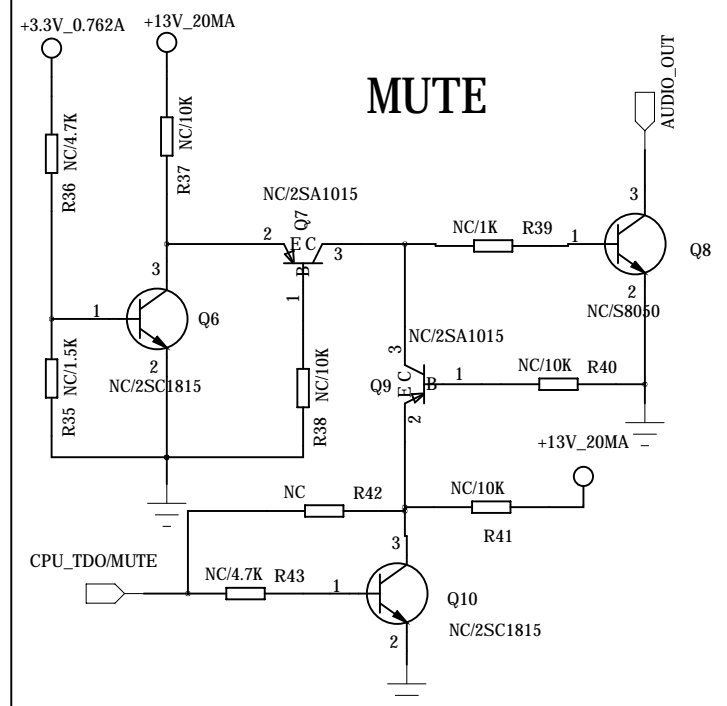 +3.3V_0.762A
+13V_20MA
MUTE
AUDIO_OUT
NC/4.7K
R36
NC/10K
R37
NC/2SA1015
Q7
2
E C
3
B
1
NC/1K
R39
1
3
Q8
2
NC/S8050
3
1
Q6
2
NC/2SC1815
NC/1.5K
R35
NC/10K
R38
NC/2SA1015
3
Q9
E C
B
1
2
NC/10K
R40
+13V_20MA
NC
R42
NC/10K
R41
CPU_TDO/MUTE
NC/4.7K
R43
1
3
Q10
2
NC/2SC1815